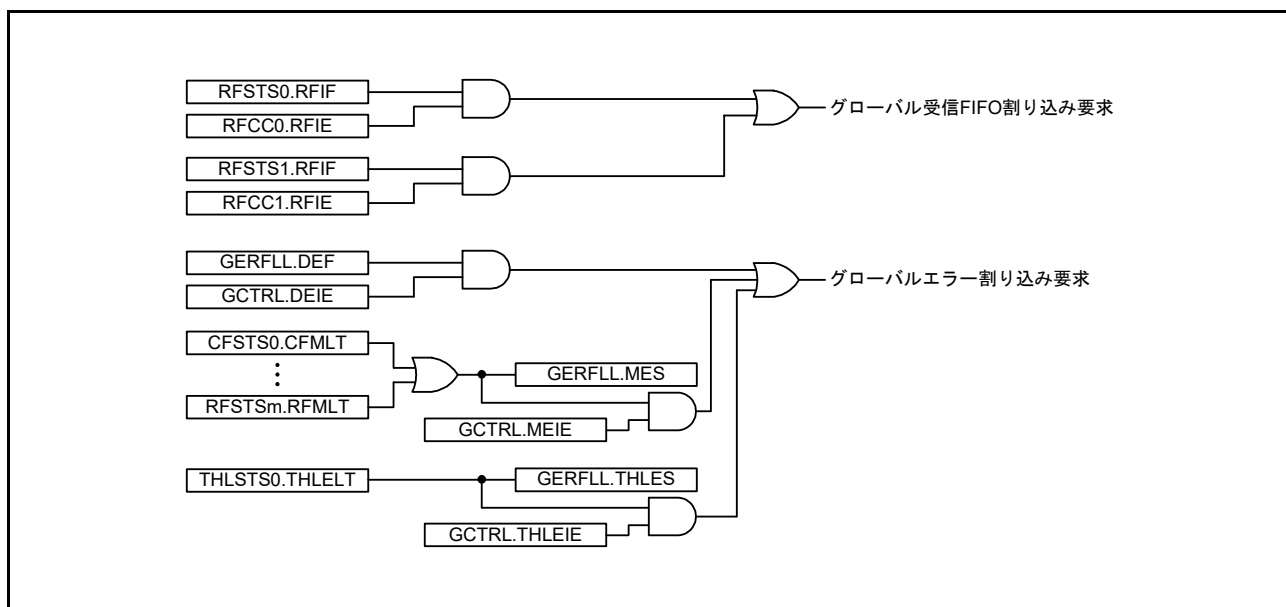 RFSTS0.RFIF
RFCC0.RFIE
グローバル受信FIFO割り込み要求
RFSTS1.RFIF
RFCC1.RFIE
GERFLL.DEF
GCTRL.DEIE
グローバルエラー割り込み要求
CFSTS0.CFMLT
RFSTSm.RFMLT
GERFLL.MES
GCTRL.MEIE
THLSTS0.THLELT
GERFLL.THLES
GCTRL.THLEIE